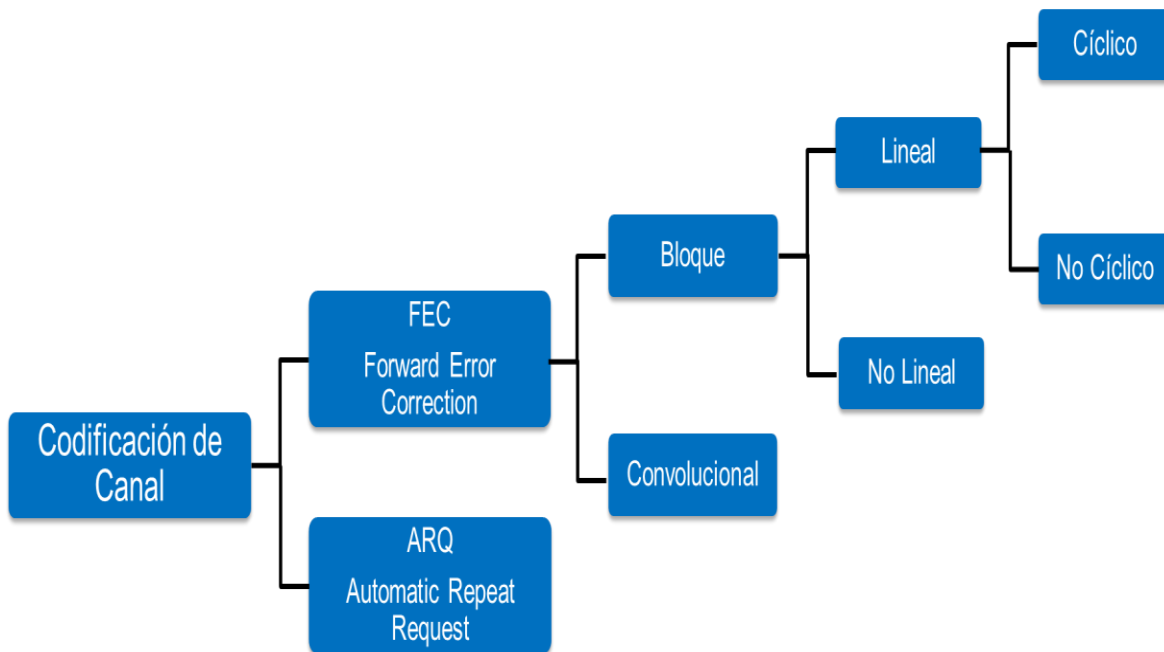 Cíclico
Lineal
Bloque
No Cíclico
FEC
Forward Error
Correction
No Lineal
Codificación de
Canal
Convolucional
ARQ
Automatic Repeat
Request